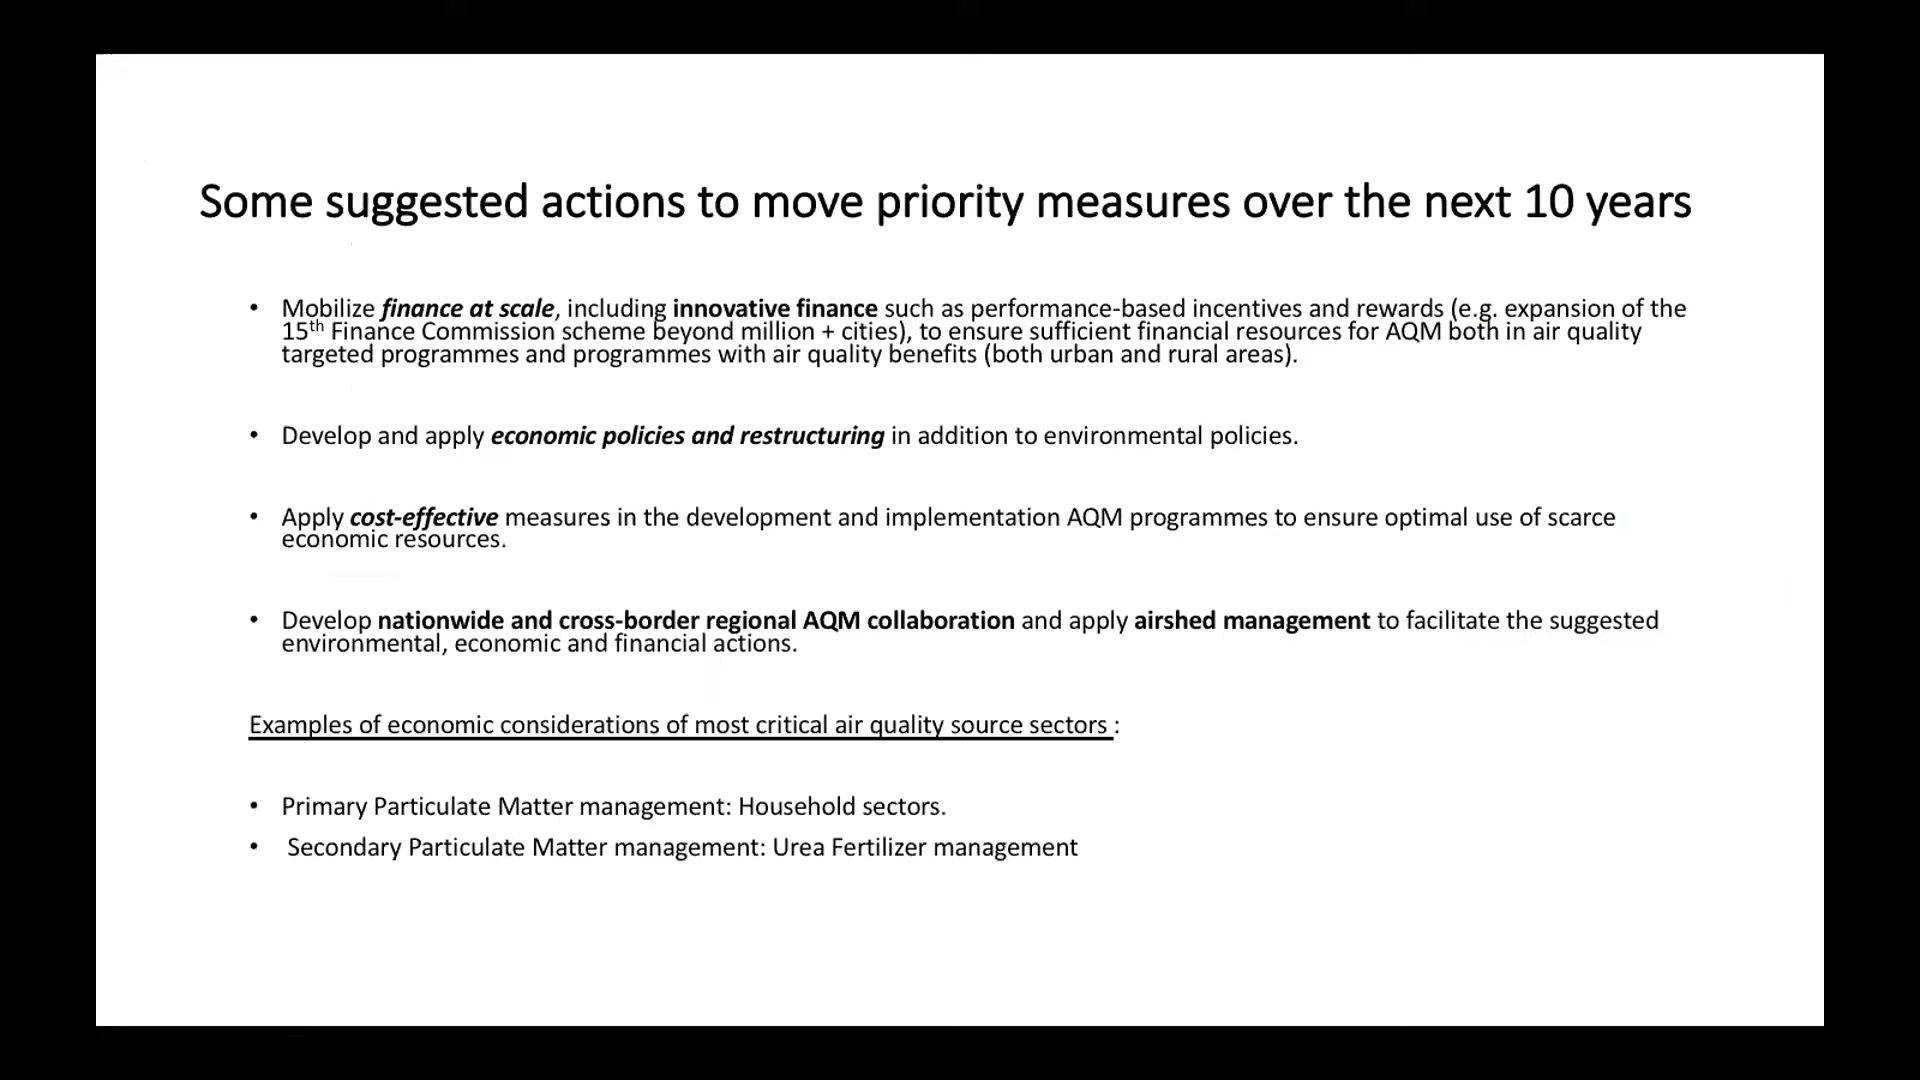 Some suggested actions to move priority measures over the next 10 years
• Mobilize finance at scale, including innovative finance such as performance-based incentives and rewards (e.g. expansion of the
15th Finance Commission scheme beyond million + cities), to ensure sufficient financial resources for AQM both in air quality
targeted programmes and programmes with air quality benefits (both urban and rural areas).
• Develop and apply economic policies and restructuring in addition to environmental policies.
• Apply cost-effective measures in the development and implementation AQM programmes to ensure optimal use of scarce
economic resources.
• Develop nationwide and cross-border regional AQM collaboration and apply airshed management to facilitate the suggested
environmental, economic and financial actions.
Examples of economic considerations of most critical air quality source sectors :
• Primary Particulate Matter management: Household sectors.
• Secondary Particulate Matter management: Urea Fertilizer management